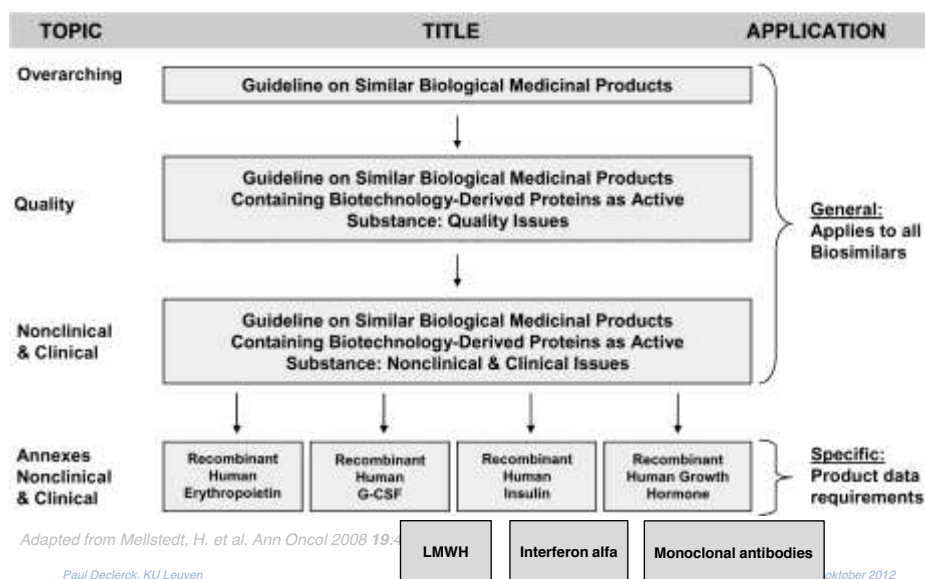 TOPIC TITLE APPLICATION
Overarching
Guideline on Similar Biological Medicinal Products
Quality
Guideline on Similar Biological Medicinal Products
Containing Biotechnology-Derived Proteins as Active
Substance: Quality Issues
General:
Applies to all
Biosimilars
Nonclinical
& Clinical
Guideline on Similar Biological Medicinal Products
Containing Biotechnology-Derived Proteins as Active
Substance: Nonclinical & Clinical Issues
Annexes
Nonclinical
& Clinical
Recombinant
Human
Erythropoietin
Recombinant
Human
G-CSF
Recombinant
Human
Insulin
Recombinant
Human Growth
Hormone
Specific:
Product data
requirements
Adapted from Mellstedt, H. et al. Ann Oncol 2008 19:4
LMWH
Interferon alfa
Monoclonal antibodies
Paul Declerck, KU Leuven
oktober 2012